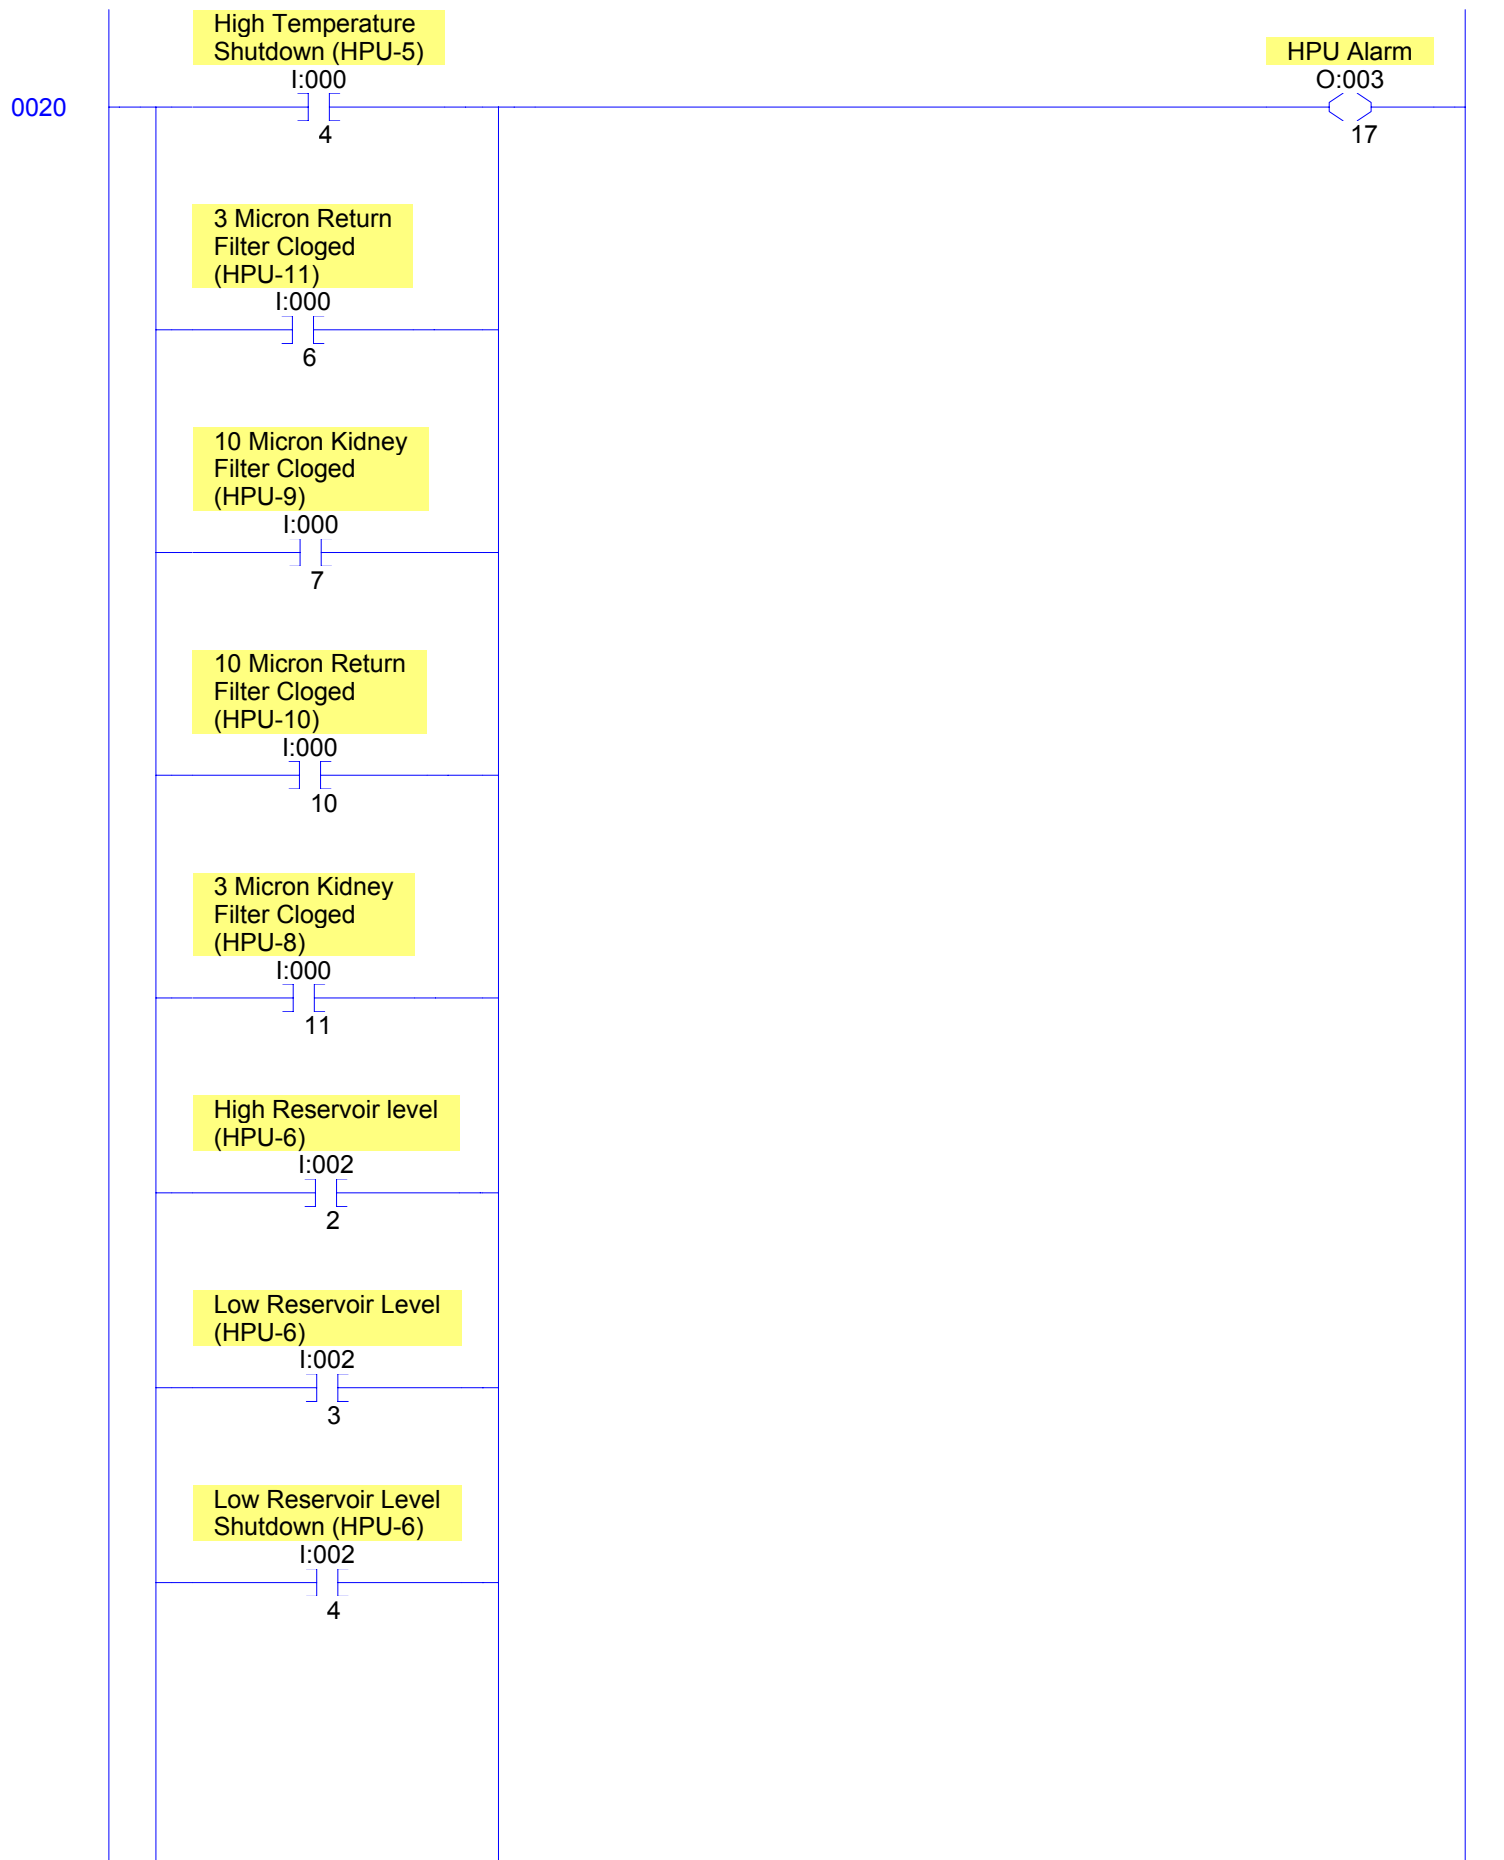 High Temperature
Shutdown (HPU-5)
I:000
4
HPU Alarm
O:003
17
0020
3 Micron Return
Filter Cloged
(HPU-11)
I:000
6
10 Micron Kidney
Filter Cloged
(HPU-9)
I:000
7
10 Micron Return
Filter Cloged
(HPU-10)
I:000
10
3 Micron Kidney
Filter Cloged
(HPU-8)
I:000
11
High Reservoir level
(HPU-6)
I:002
2
Low Reservoir Level
(HPU-6)
I:002
3
Low Reservoir Level
Shutdown (HPU-6)
I:002
4